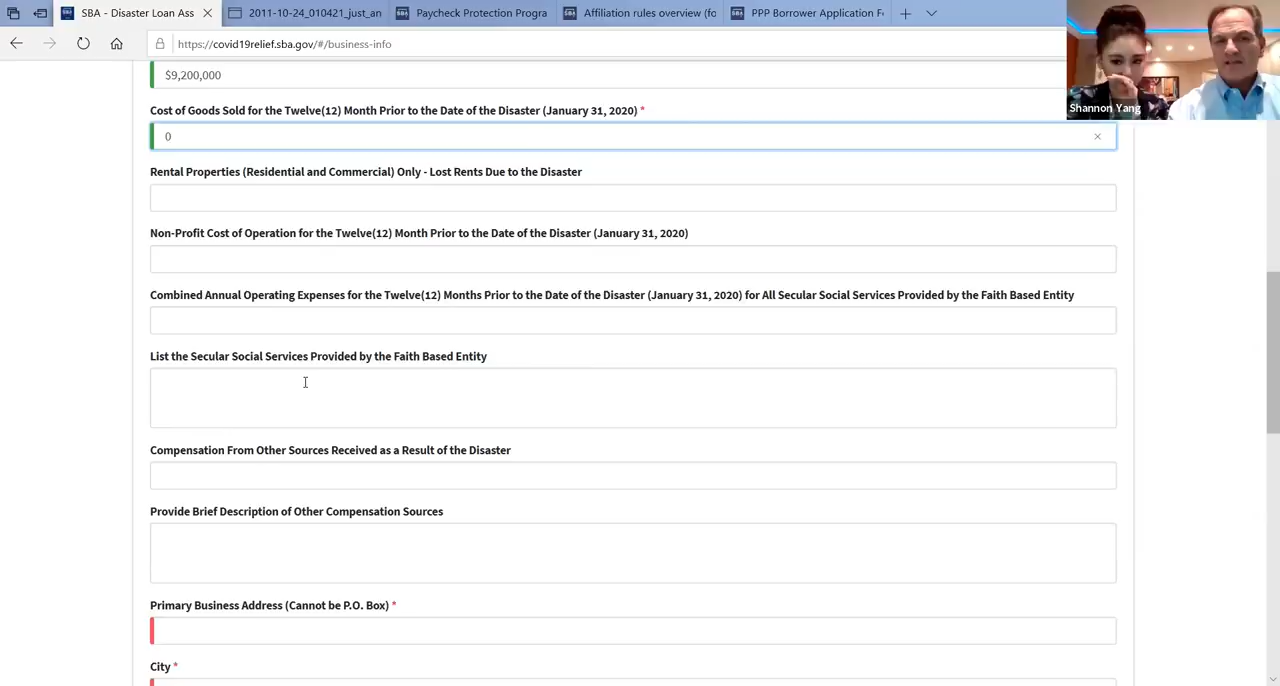 SBA - Disaster Loan Ass
2011-10-24_010421_just_an
Paycheck Protection Progra
Affiliation rules overview (fo
PPP Borrower Application Fo
https://covid19relief.sba.gov/#/business-info
Shannon Yang
$9,200,000
Cost of Goods Sold for the Twelve(12) Month Prior to the Date of the Disaster (January 31, 2020) *
0
Rental Properties (Residential and Commercial) Only - Lost Rents Due to the Disaster
Non-Profit Cost of Operation for the Twelve(12) Month Prior to the Date of the Disaster (January 31, 2020)
Combined Annual Operating Expenses for the Twelve(12) Months Prior to the Date of the Disaster (January 31, 2020) for All Secular Social Services Provided by the Faith Based Entity
List the Secular Social Services Provided by the Faith Based Entity
Compensation From Other Sources Received as a Result of the Disaster
Provide Brief Description of Other Compensation Sources
Primary Business Address (Cannot be P.O. Box) *
City *